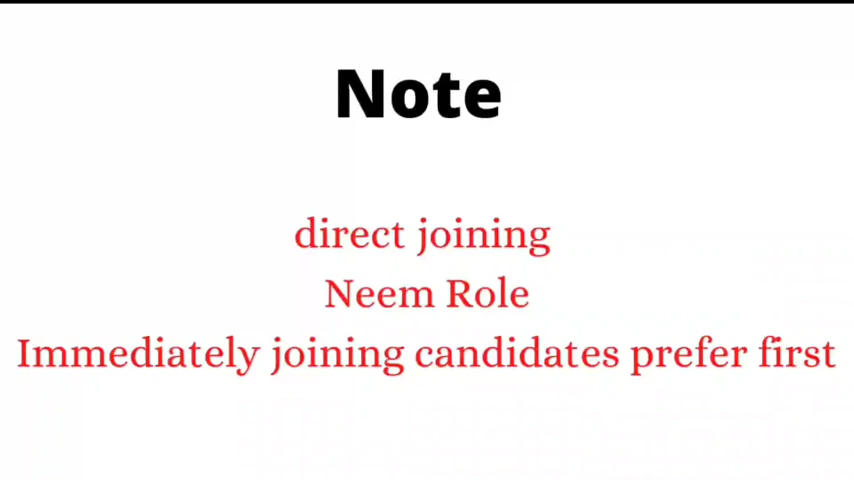 Note
direct joining
Neem Role
Immediately joining candidates prefer first